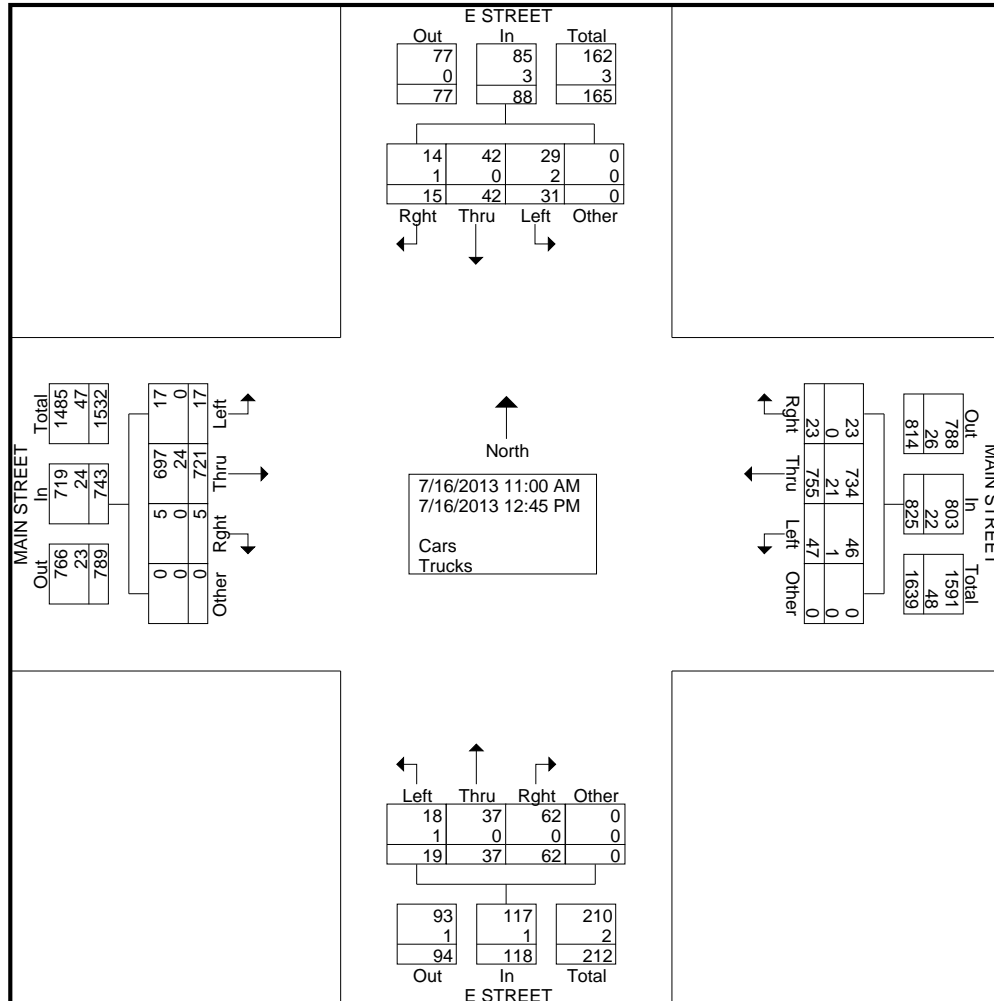 E STREET
Out In Total
77 85 162
0 3 3
77 88 165
14 42 29 0
1 0 2 0
15 42 31 0
Rght Thru Left Other
MAIN STREET
Total In Out
1485 719 766
47 24 23
1532 743 789
17 697 5 0
0 24 0 0
17 721 5 0
Left Thru Rght Other
North
7/16/2013 11:00 AM
7/16/2013 12:45 PM
Cars
Trucks
MAIN STREET
Out In Total
788 803 1591
26 22 48
814 825 1639
23 734 46 0
0 21 1 0
23 755 47 0
Rght Thru Left Other
Left Thru Rght Other
18 37 62 0
1 0 0 0
19 37 62 0
93 117 210
1 1 2
94 118 212
Out In Total
E STREET